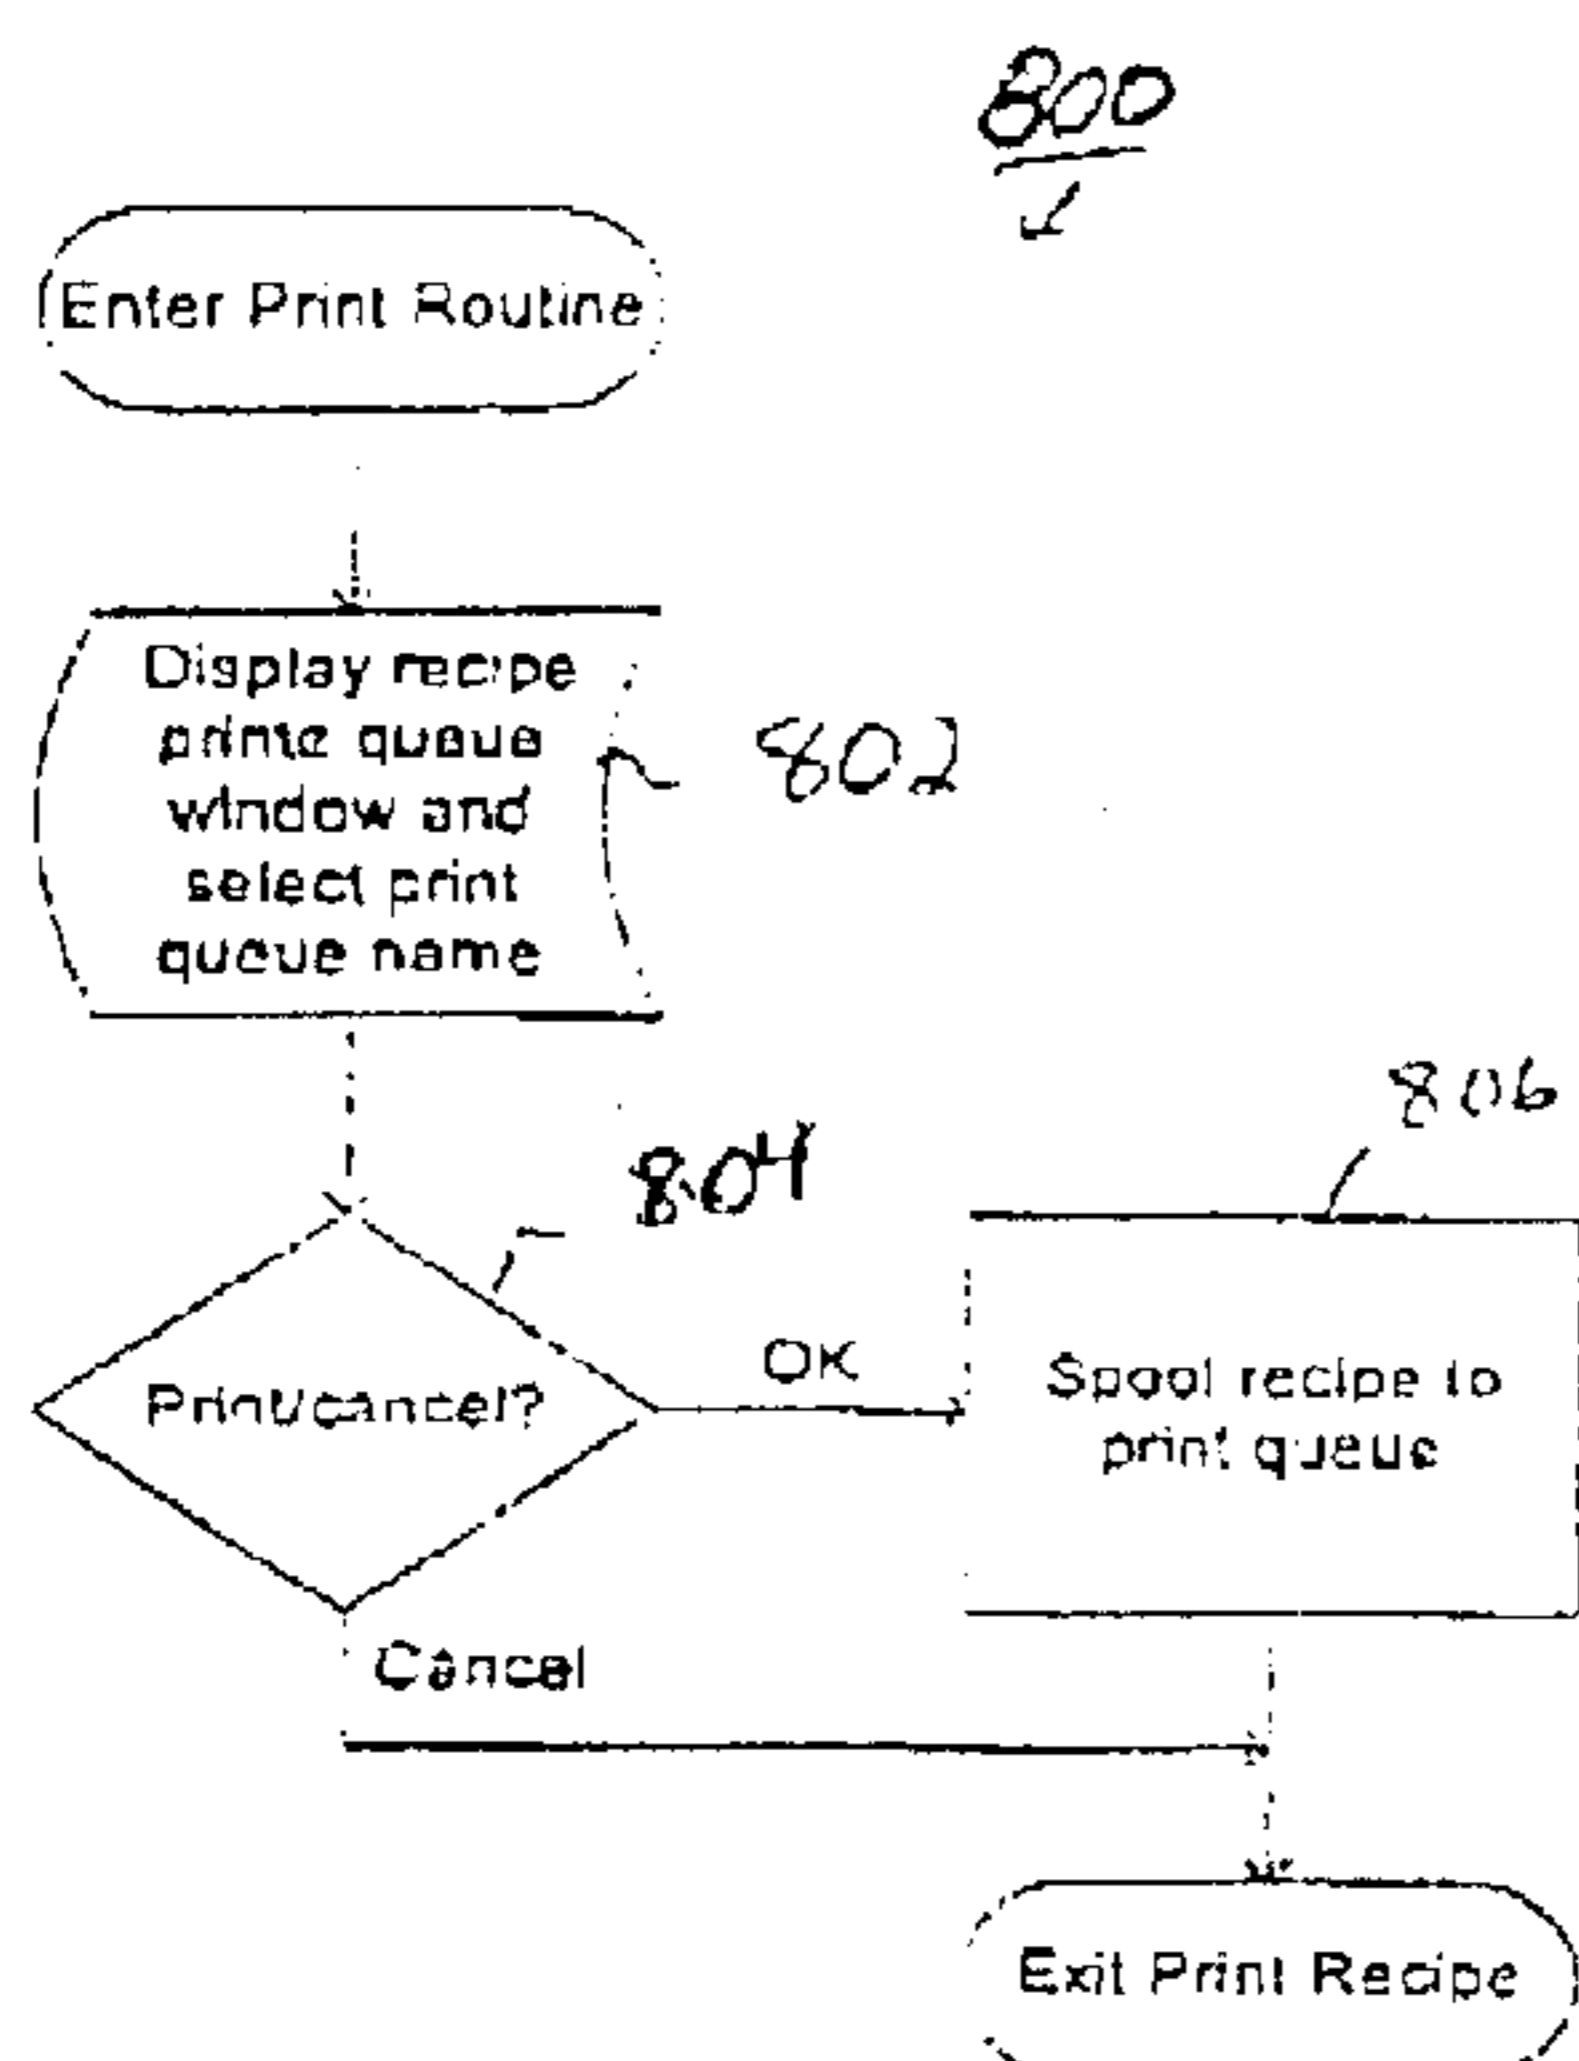 800
Enter Print Routine
Display recipe
printe queue
window and
select print
queue name
802
804
806
Print/cancel?
OK
Spool recipe to
print queue
Cancel
Exit Print Recipe